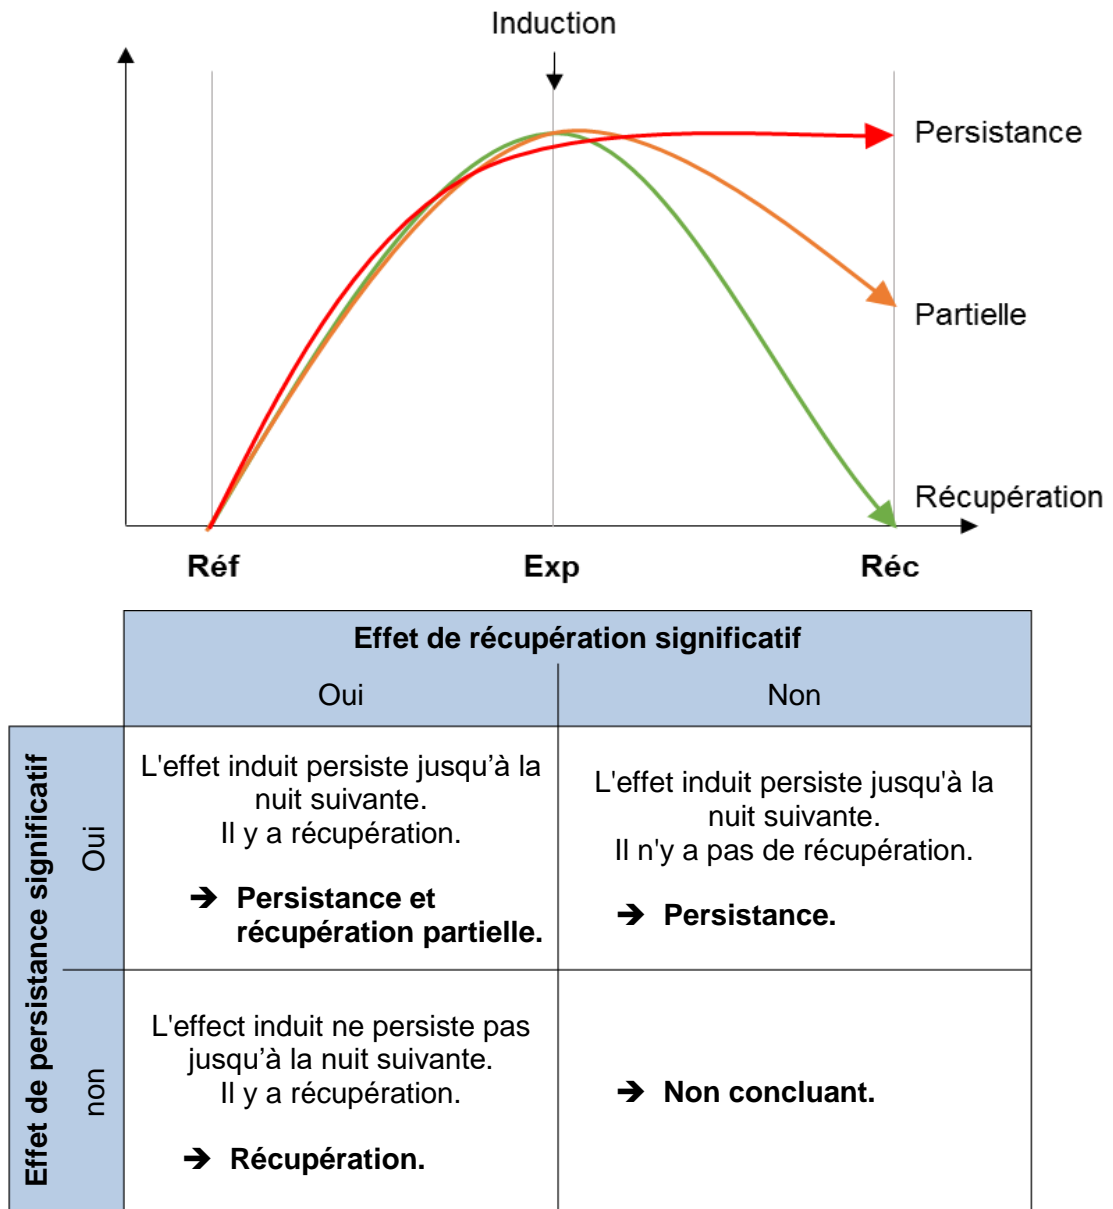 Induction
Persistance
Partielle
Récupération
Réf
Exp
Réc
Effet de récupération significatif
Oui
Non
Effet de persistance significatif
Oui
L'effet induit persiste jusqu’à la
nuit suivante.
Il y a récupération.
➔ Persistance et
récupération partielle.
L'effet induit persiste jusqu'à la
nuit suivante.
Il n'y a pas de récupération.
➔ Persistance.
non
L'effect induit ne persiste pas
jusqu’à la nuit suivante.
Il y a récupération.
➔ Récupération.
➔ Non concluant.